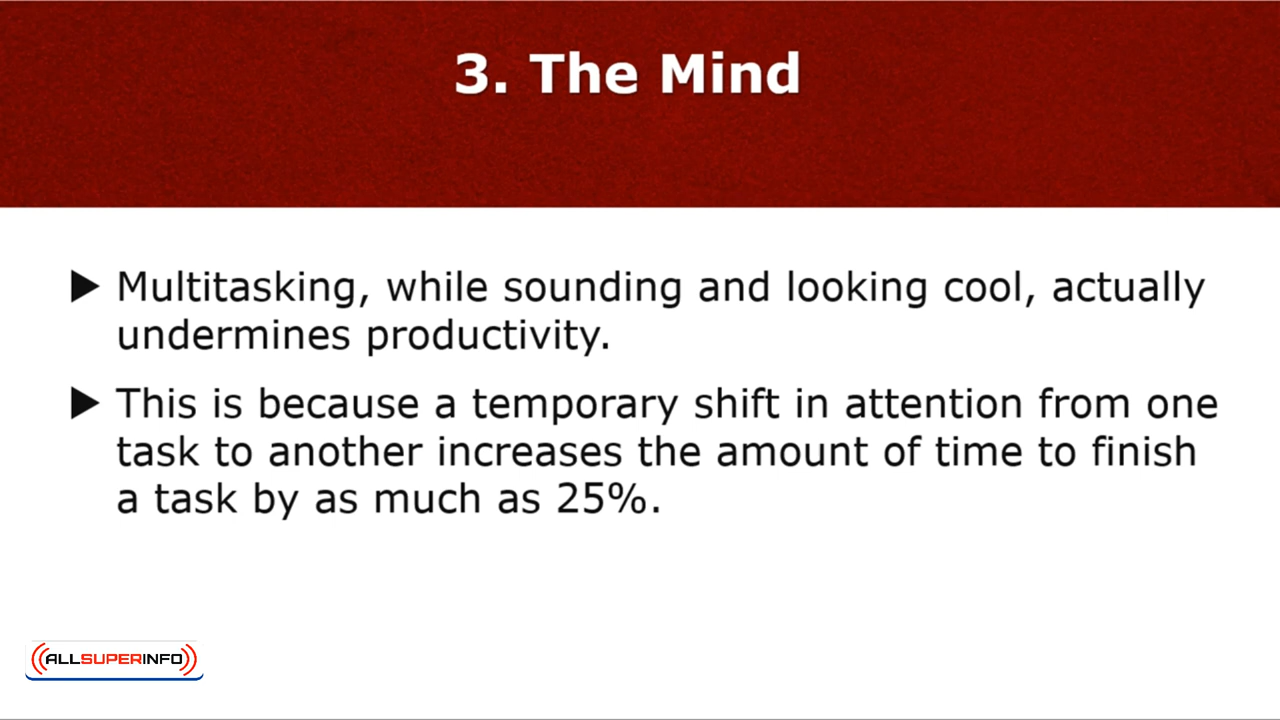 3. The Mind
Multitasking, while sounding and looking cool, actually
undermines productivity.
This is because a temporary shift in attention from one
task to another increases the amount of time to finish
a task by as much as 25%.
ALLSUPERINFO